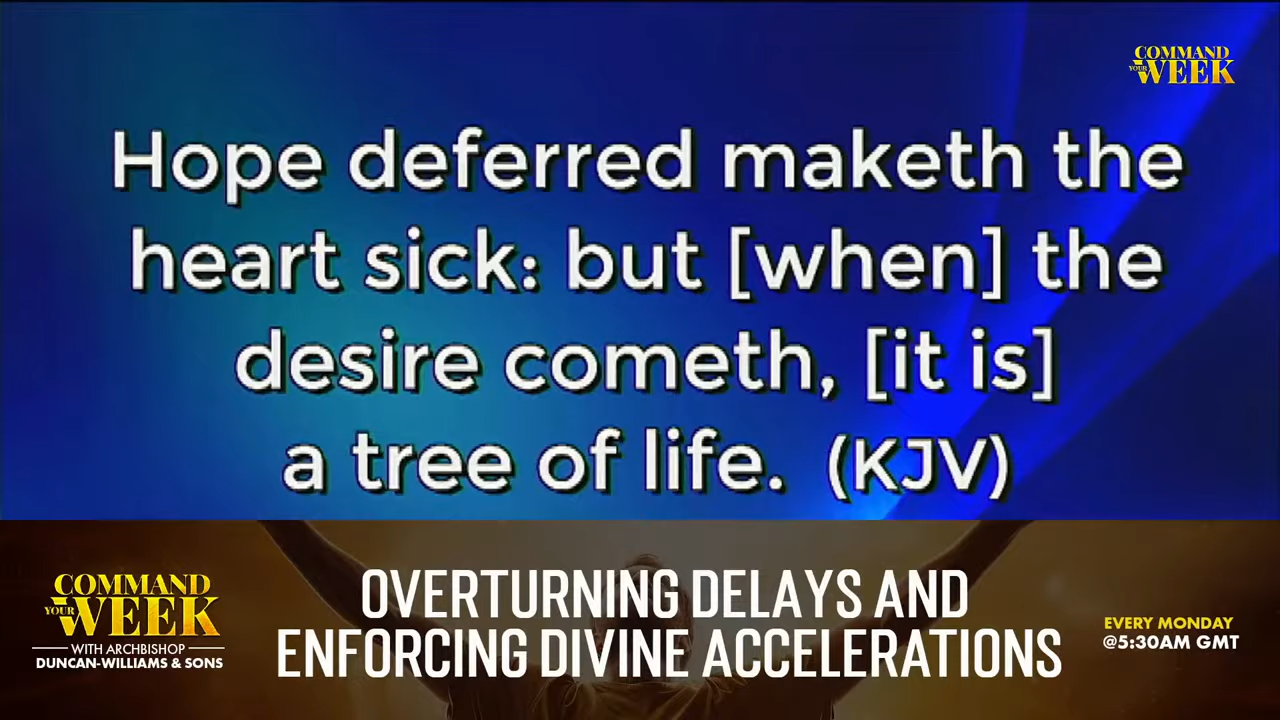 COMMAND
YOUR WEEK
Hope deferred maketh the
heart sick: but [when] the
desire cometh, [it is]
a tree of life. (KJV)
COMMAND
YOUR WEEK
WITH ARCHBISHOP
DUNCAN-WILLIAMS & SONS
OVERTURNING DELAYS AND
ENFORCING DIVINE ACCELERATIONS
EVERY MONDAY
@5:30AM GMT